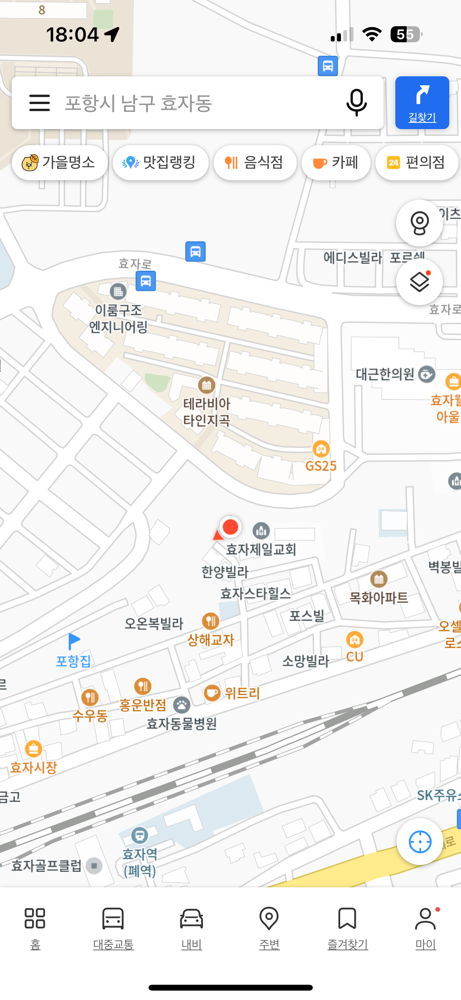 8
18:04
55
포항시 남구 효자동
길찾기
가을명소
맛집랭킹
음식점
카페
24 편의점
이츠
에디스빌라
효자로
이룸구조
엔지니어링
효자로
대근한의원
효자
아울
테라비아
타인지곡
24
GS25
효자제일교회
한양빌라
벽봉빌
효자스타힐스
목화아파트
포스빌
오온복빌라
오셀
로스
상해교자
24
CU
포항집
소망빌라
르
위트리
홍운반점
수우동
효자동물병원
효자시장
금고
SK주유소
로
효자역
(폐역)
효자골프클럽
홈
대중교통
내비
주변
즐겨찾기
마이